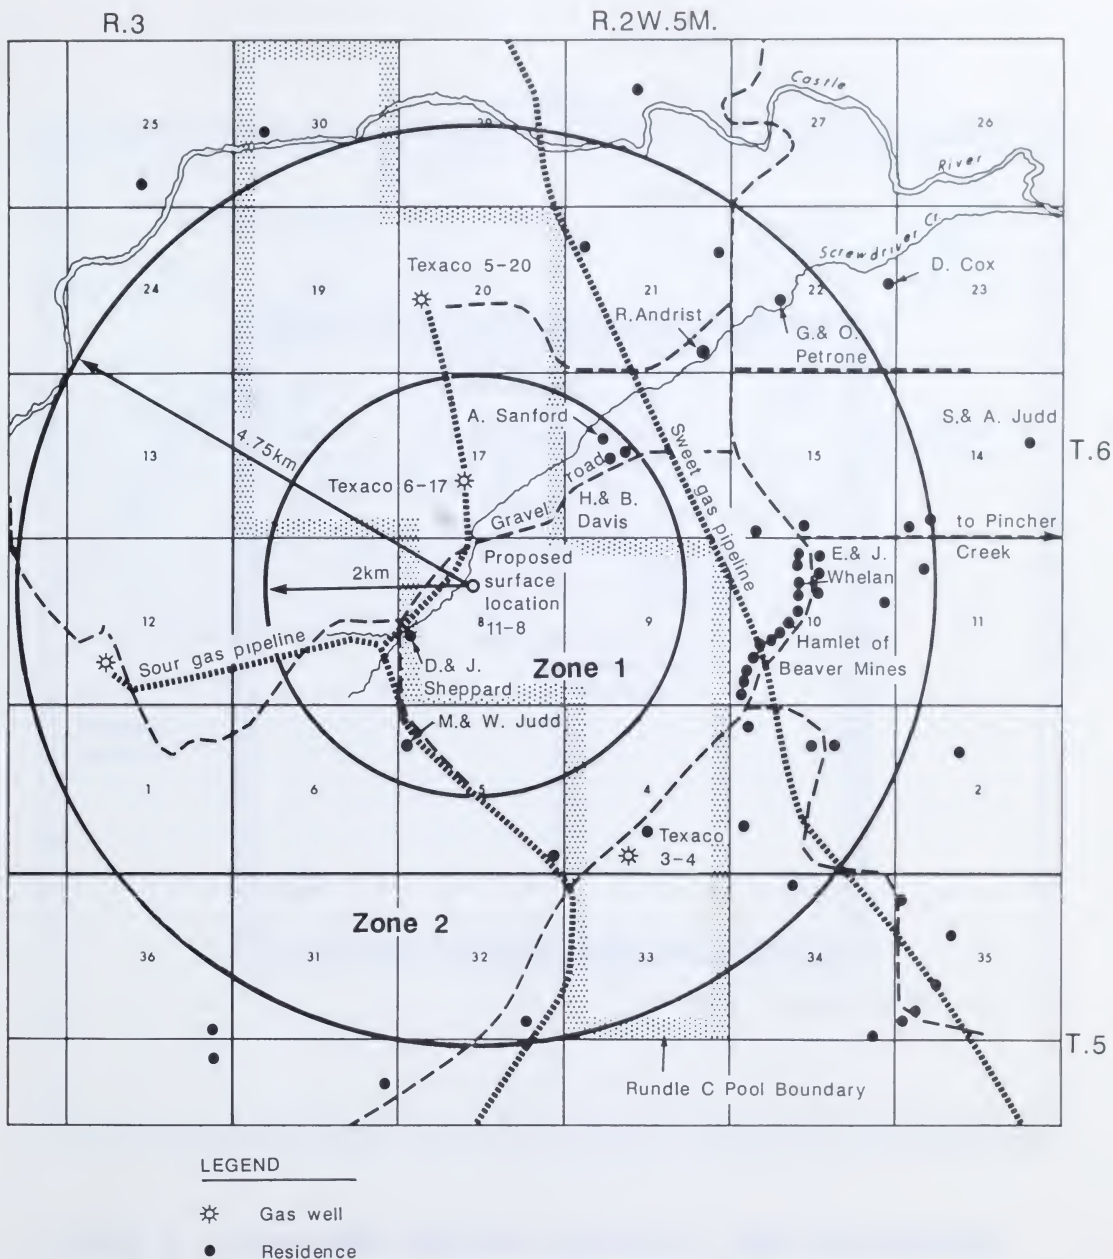 R.3
R.2W.5M.
25
30
29
27
26
Castle
River
Screwdriver Cr.
24
19
Texaco 5-20
20
21
R. Andrist
22
D. Cox
23
G. & O.
Petrone
4.75km
13
A. Sanford
17
Texaco 6-17
Gravel Toad
H. & B.
Davis
Sweet gas pipeline
15
S. & A. Judd
14
T.6
to Pincher
Creek
2km
Proposed
surface
location
8 11-8
12
Sour gas pipeline
D. & J.
Sheppard
Zone 1
9
E. & J.
Whelan
10
Hamlet of
Beaver Mines
11
M. & W. Judd
1
6
5
4
Texaco
3-4
2
Zone 2
36
31
32
33
34
35
T.5
Rundle C Pool Boundary
LEGEND
Gas well
Residence